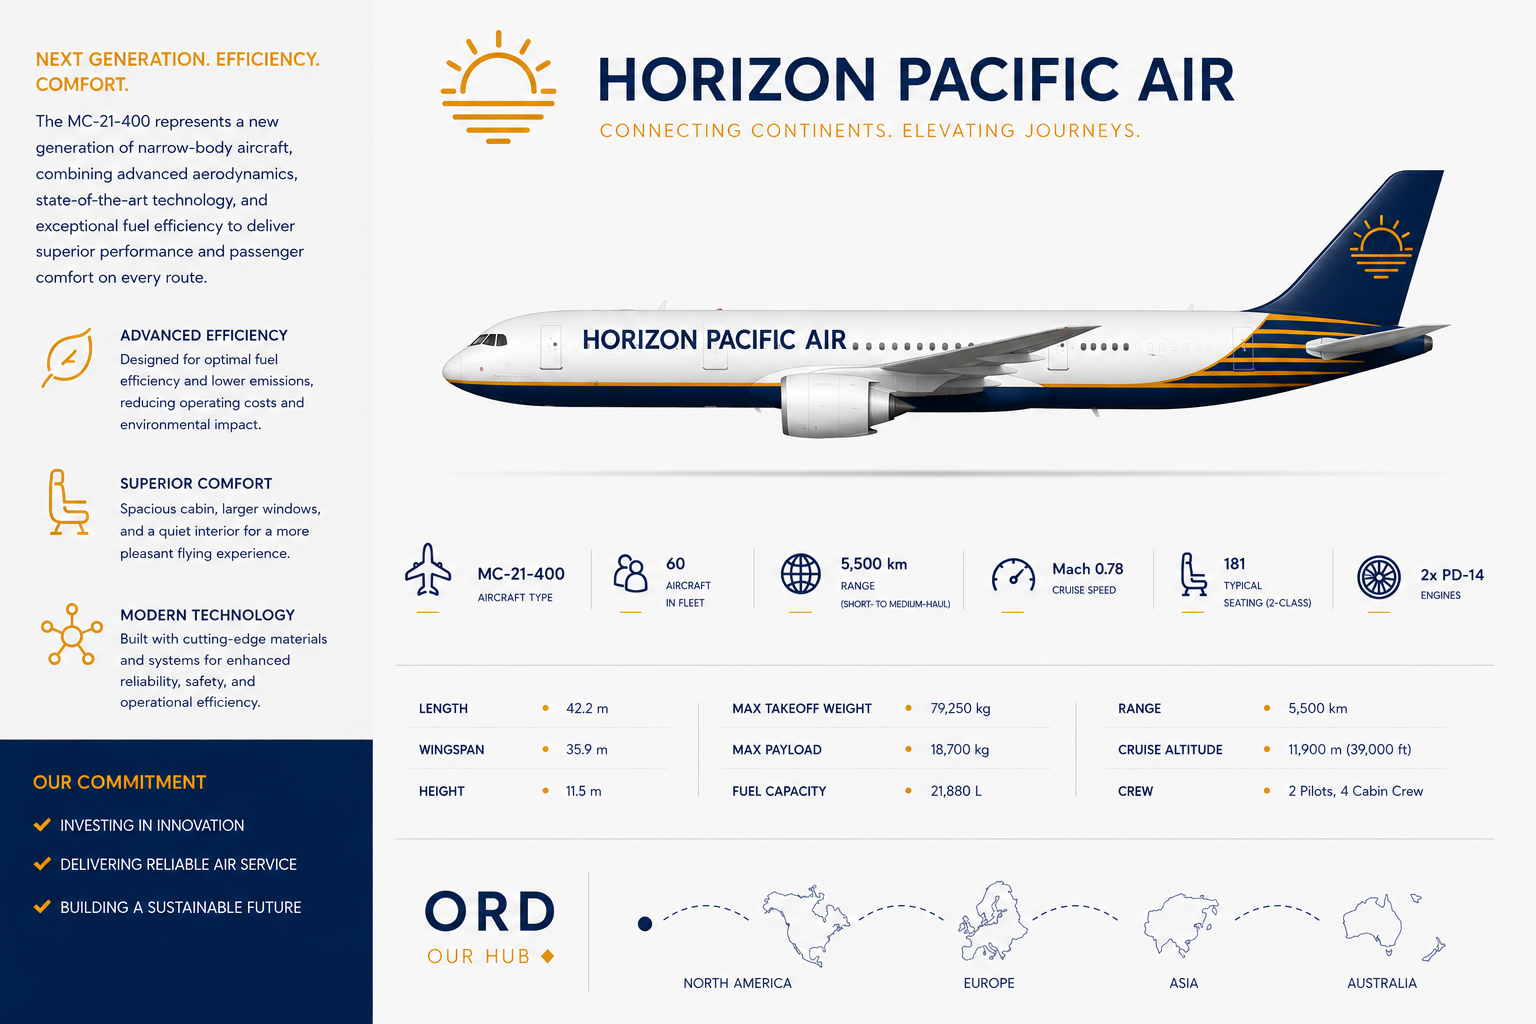 NEXT GENERATION. EFFICIENCY.
COMFORT.
The MC-21-400 represents a new
generation of narrow-body aircraft,
combining advanced aerodynamics,
state-of-the-art technology, and
exceptional fuel efficiency to deliver
superior performance and passenger
comfort on every route.
ADVANCED EFFICIENCY
Designed for optimal fuel
efficiency and lower emissions,
reducing operating costs and
environmental impact.
SUPERIOR COMFORT
Spacious cabin, larger windows,
and a quiet interior for a more
pleasant flying experience.
MODERN TECHNOLOGY
Built with cutting-edge materials
and systems for enhanced
reliability, safety, and
operational efficiency.
OUR COMMITMENT
INVESTING IN INNOVATION
DELIVERING RELIABLE AIR SERVICE
BUILDING A SUSTAINABLE FUTURE
HORIZON PACIFIC AIR
CONNECTING CONTINENTS. ELEVATING JOURNEYS.
HORIZON PACIFIC AIR
MC-21-400
AIRCRAFT TYPE
60
AIRCRAFT
IN FLEET
5,500 km
RANGE
(SHORT- TO MEDIUM-HAUL)
Mach 0.78
CRUISE SPEED
181
TYPICAL
SEATING (2-CLASS)
2x PD-14
ENGINES
LENGTH • 42.2 m
WINGSPAN • 35.9 m
HEIGHT • 11.5 m
MAX TAKEOFF WEIGHT • 79,250 kg
MAX PAYLOAD • 18,700 kg
FUEL CAPACITY • 21,880 L
RANGE • 5,500 km
CRUISE ALTITUDE • 11,900 m (39,000 ft)
CREW • 2 Pilots, 4 Cabin Crew
ORD
OUR HUB
NORTH AMERICA
EUROPE
ASIA
AUSTRALIA